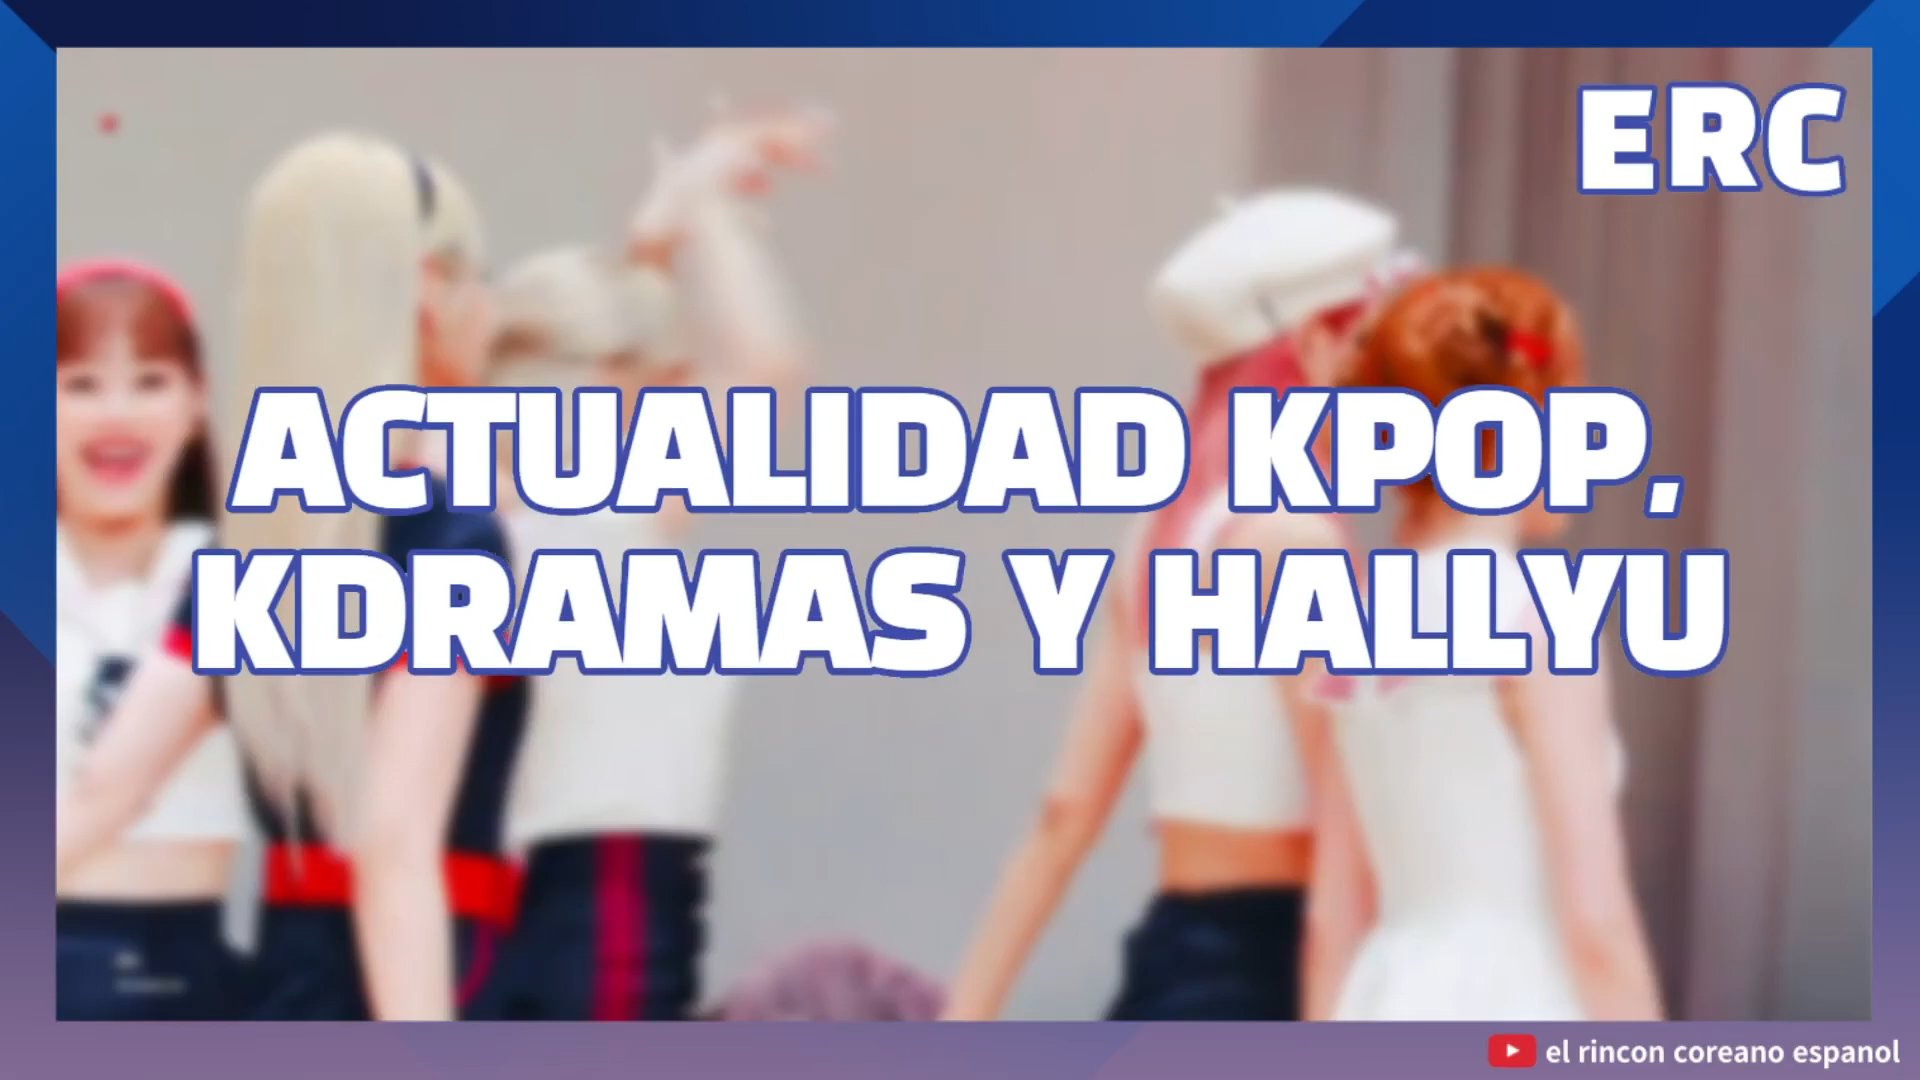 ERC
ACTUALIDAD KPOP,
KDRAMAS Y HALLYU
el rincon coreano espanol